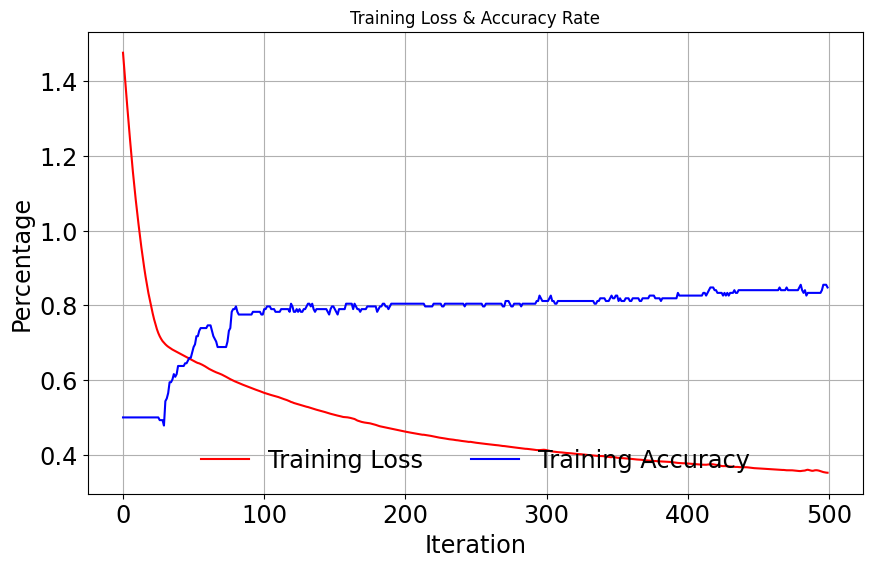 Training Loss & Accuracy Rate
Percentage
1.4
1.2
1.0
0.8
0.6
0.4
Training Loss Training Accuracy
0 100 200 300 400 500
Iteration